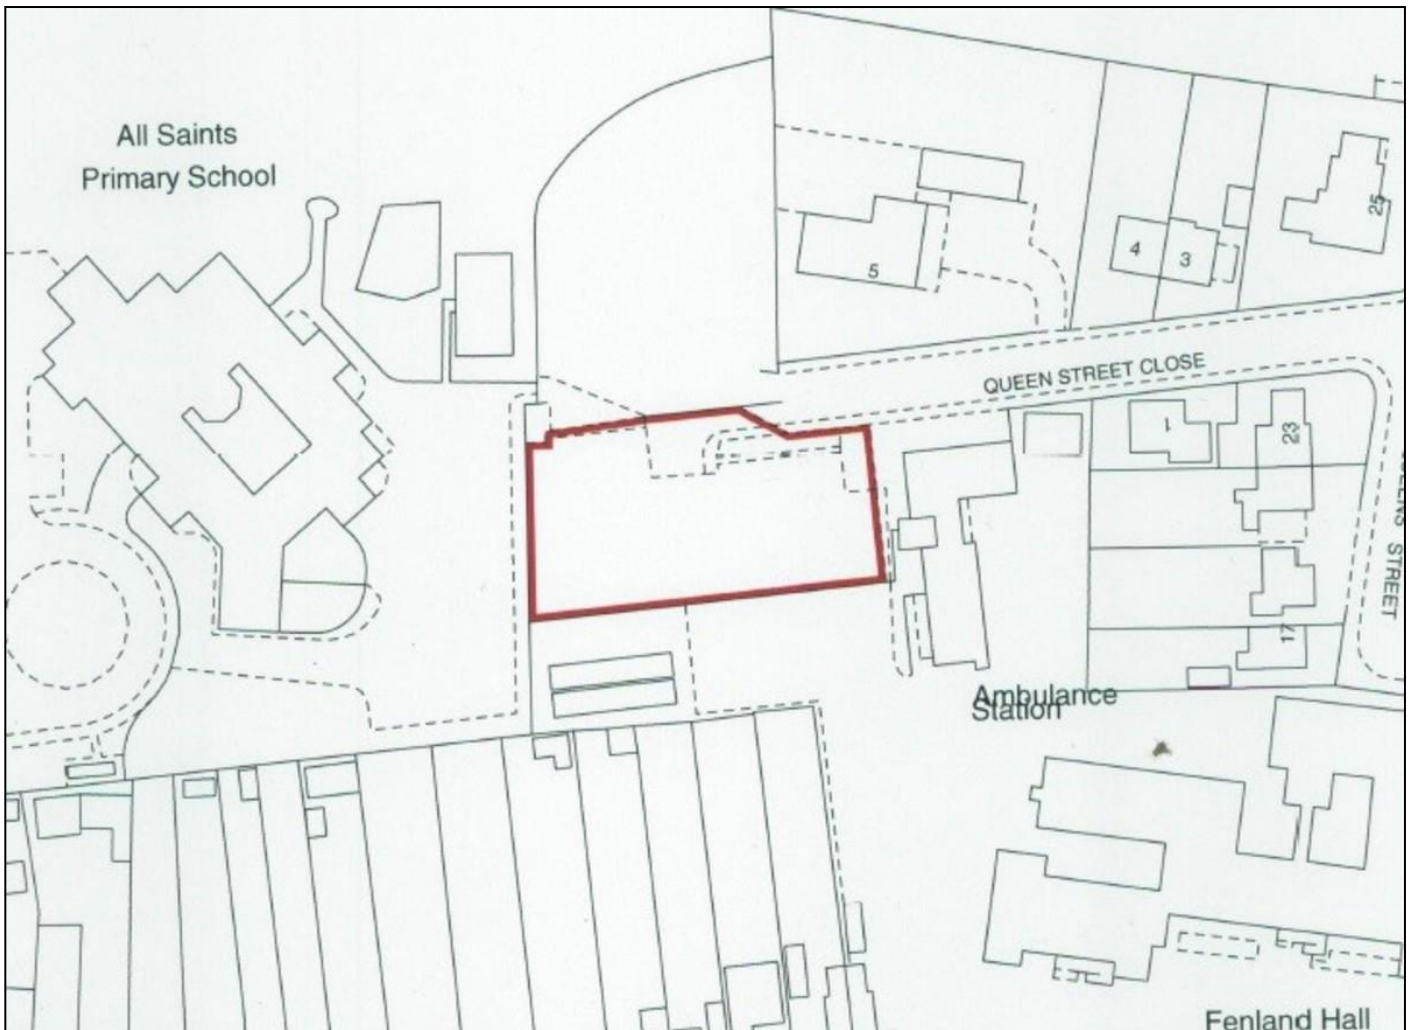 All Saints
Primary School
25
4
3
5
QUEEN STREET CLOSE
1
23
STREET
17
Ambulance
Station
Fenland Hall